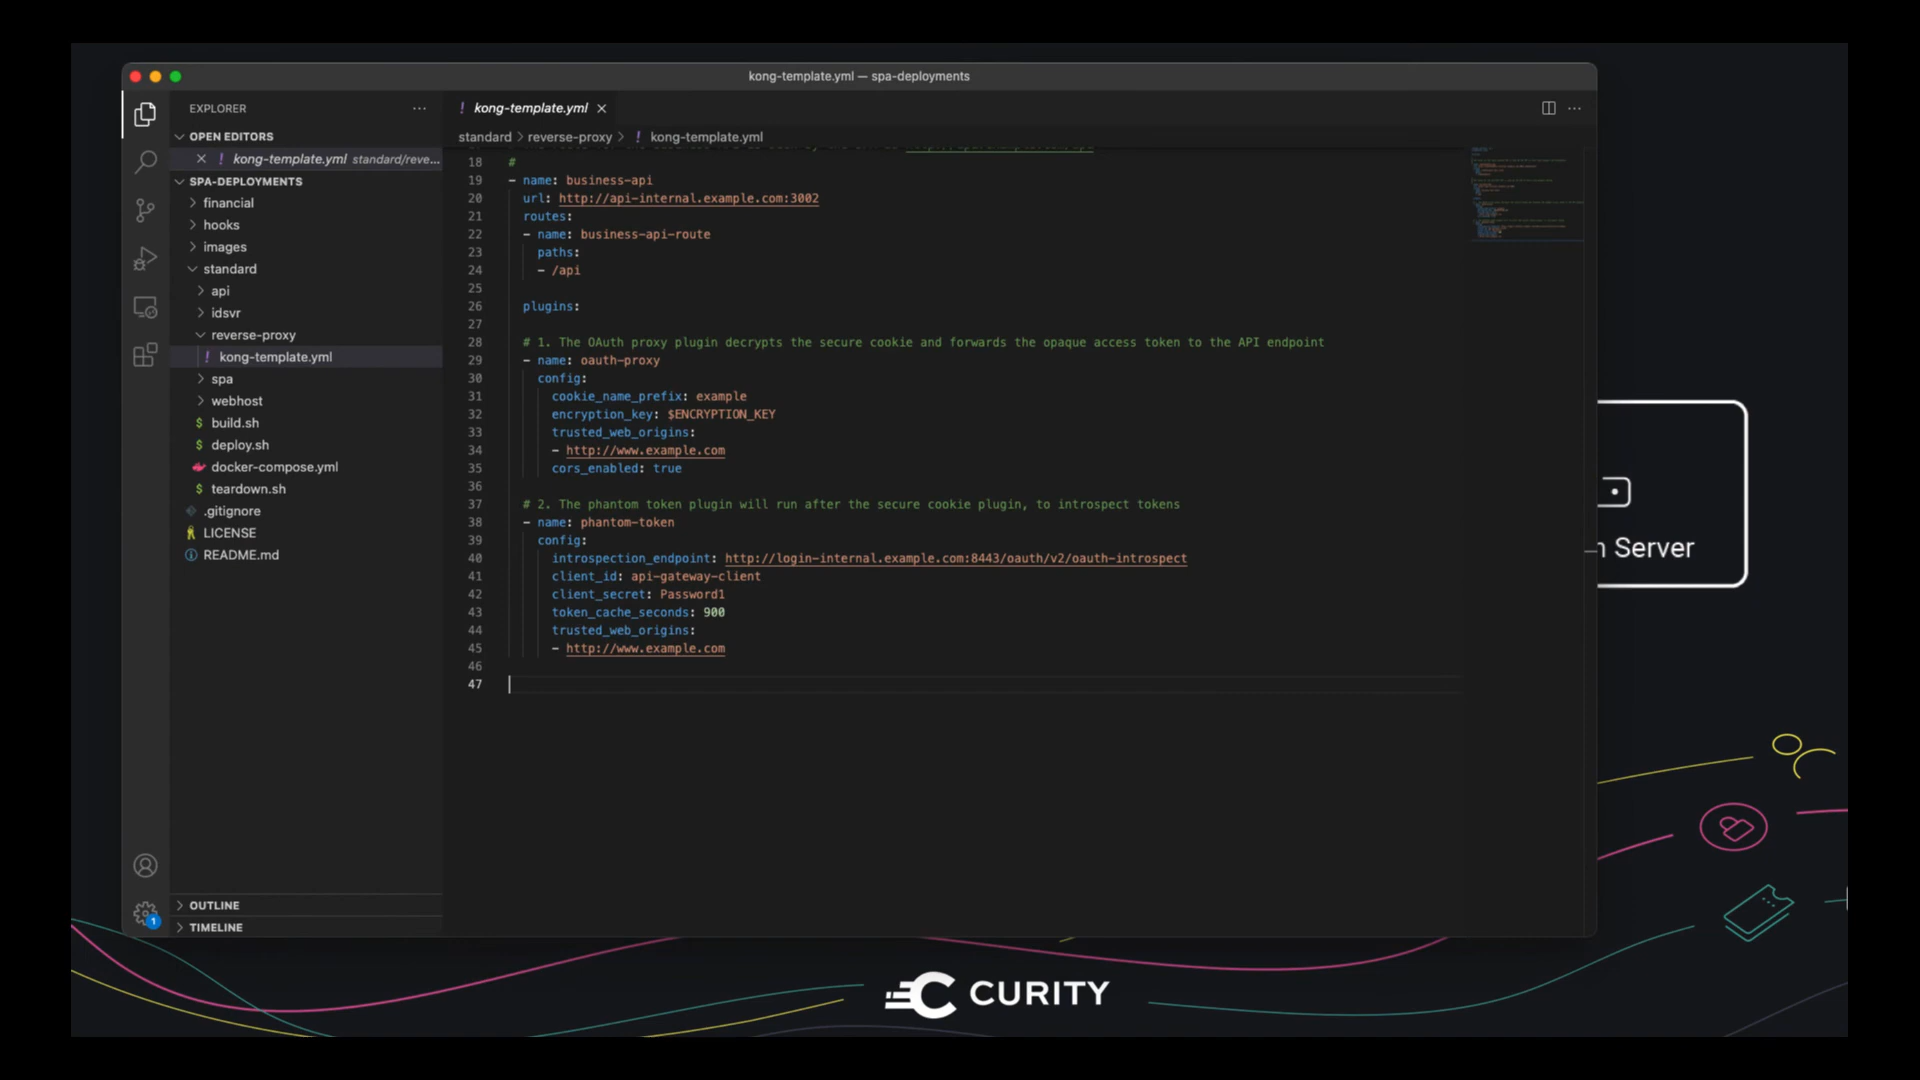 kong-template.yml — spa-deployments
EXPLORER
OPEN EDITORS
kong-template.yml standard/reve...
SPA-DEPLOYMENTS
financial
hooks
images
standard
api
idsvr
reverse-proxy
! kong-template.yml
spa
webhost
$ build.sh
$ deploy.sh
docker-compose.yml
$ teardown.sh
.gitignore
LICENSE
README.md
OUTLINE
TIMELINE
1
! kong-template.yml
standard > reverse-proxy > ! kong-template.yml
18 #
19 - name: business-api
20 url: http://api-internal.example.com:3002
21 routes:
22 - name: business-api-route
23 paths:
24 - /api
25
26 plugins:
27
28 # 1. The OAuth proxy plugin decrypts the secure cookie and forwards the opaque access token to the API endpoint
29 - name: oauth-proxy
30 config:
31 cookie_name_prefix: example
32 encryption_key: $ENCRYPTION_KEY
33 trusted_web_origins:
34 - http://www.example.com
35 cors_enabled: true
36
37 # 2. The phantom token plugin will run after the secure cookie plugin, to introspect tokens
38 - name: phantom-token
39 config:
40 introspection_endpoint: http://login-internal.example.com:8443/oauth/v2/oauth-introspect
41 client_id: api-gateway-client
42 client_secret: Password1
43 token_cache_seconds: 900
44 trusted_web_origins:
45 - http://www.example.com
46
47
Server
CURITY